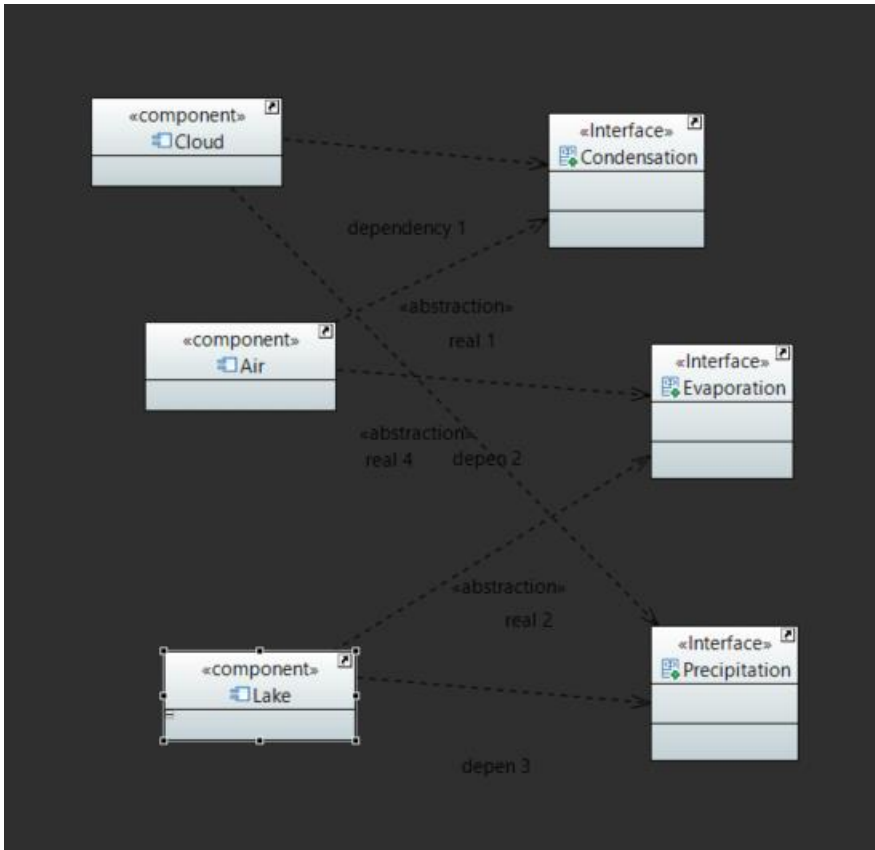 «component»
Cloud
«Interface»
Condensation
dependency 1
«abstraction»
real 1
«component»
Air
«Interface»
Evaporation
«abstraction»
real 4
depen 2
«abstraction»
real 2
«component»
Lake
«Interface»
Precipitation
depen 3